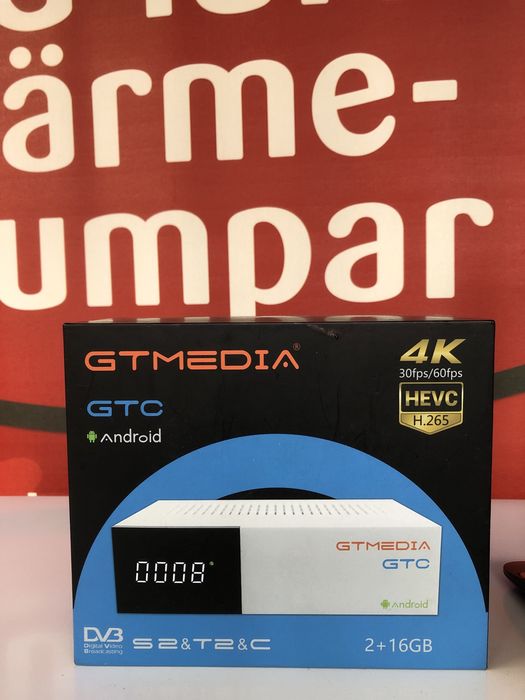 ärme-
umpar
GTMEDIA®
GTC
Android
4K
30fps/60fps
HEVC
H.265
0008
GTMEDIA
GTC
Android
DVB
Digital Video
Broadcasting
S2&T2&C
2+16GB